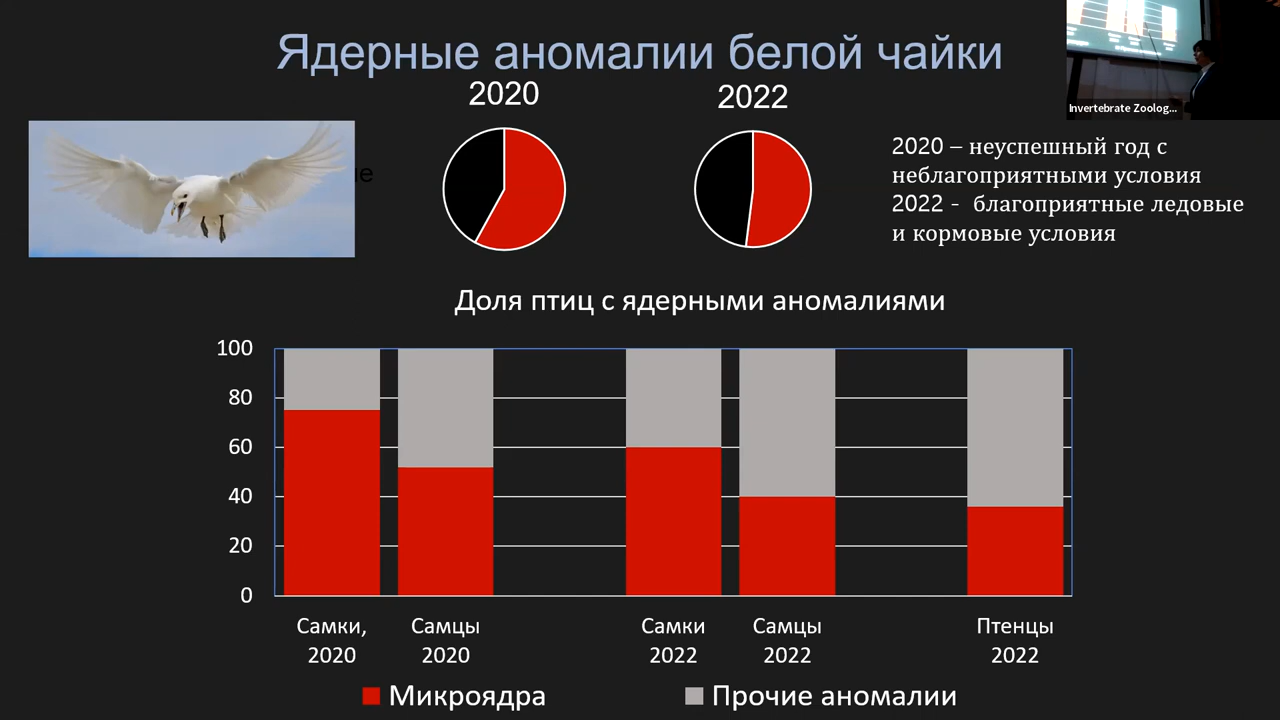 Ядерные аномалии белой чайки
2020
2022
Invertebrate Zoolog...
ие
2020 – неуспешный год с
неблагоприятными условия
2022 - благоприятные ледовые
и кормовые условия
Доля птиц с ядерными аномалиями
100
80
60
40
20
0
Самки,
2020
Самцы
2020
Самки
2022
Самцы
2022
Птенцы
2022
Микроядра
Прочие аномалии